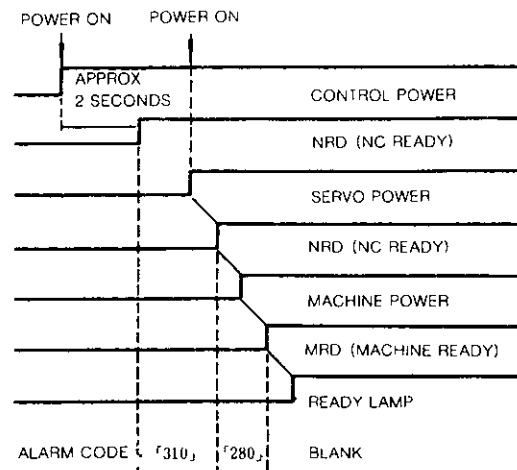 POWER ON POWER ON
APPROX
2 SECONDS
CONTROL POWER
NRD (NC READY)
SERVO POWER
NRD (NC READY)
MACHINE POWER
MRD (MACHINE READY)
READY LAMP
ALARM CODE 「310」 「280」 BLANK